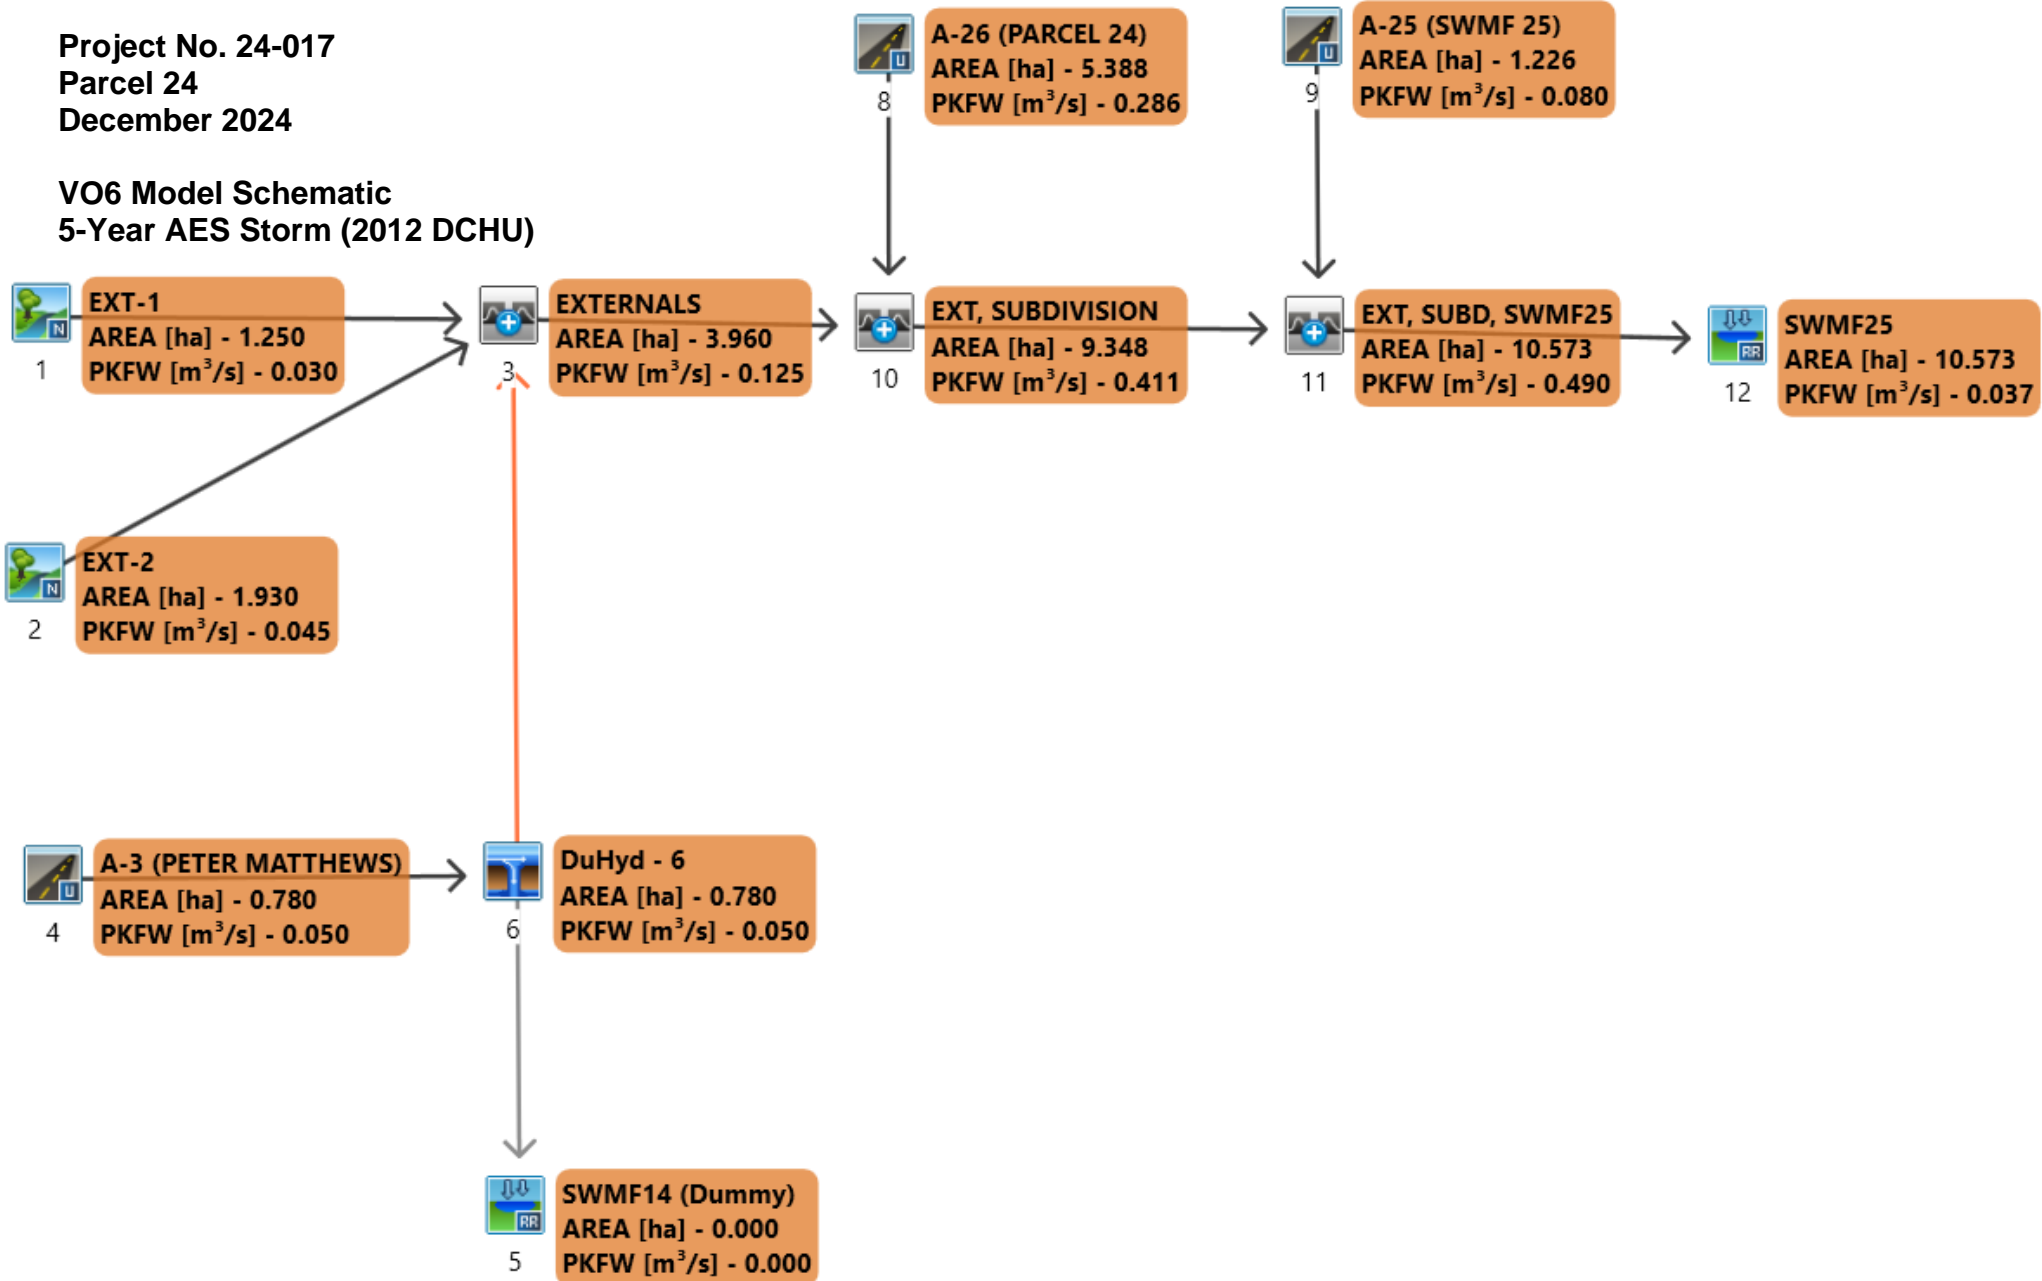 Project No. 24-017
Parcel 24
December 2024
VO6 Model Schematic
5-Year AES Storm (2012 DCHU)
U
8
A-26 (PARCEL 24)
AREA [ha] - 5.388
PKFW [m³/s] - 0.286
U
9
A-25 (SWMF 25)
AREA [ha] - 1.226
PKFW [m³/s] - 0.080
N
1
EXT-1
AREA [ha] - 1.250
PKFW [m³/s] - 0.030
3
EXTERNALS
AREA [ha] - 3.960
PKFW [m³/s] - 0.125
10
EXT, SUBDIVISION
AREA [ha] - 9.348
PKFW [m³/s] - 0.411
11
EXT, SUBD, SWMF25
AREA [ha] - 10.573
PKFW [m³/s] - 0.490
RR
12
SWMF25
AREA [ha] - 10.573
PKFW [m³/s] - 0.037
N
2
EXT-2
AREA [ha] - 1.930
PKFW [m³/s] - 0.045
U
4
A-3 (PETER MATTHEWS)
AREA [ha] - 0.780
PKFW [m³/s] - 0.050
6
DuHyd - 6
AREA [ha] - 0.780
PKFW [m³/s] - 0.050
RR
5
SWMF14 (Dummy)
AREA [ha] - 0.000
PKFW [m³/s] - 0.000